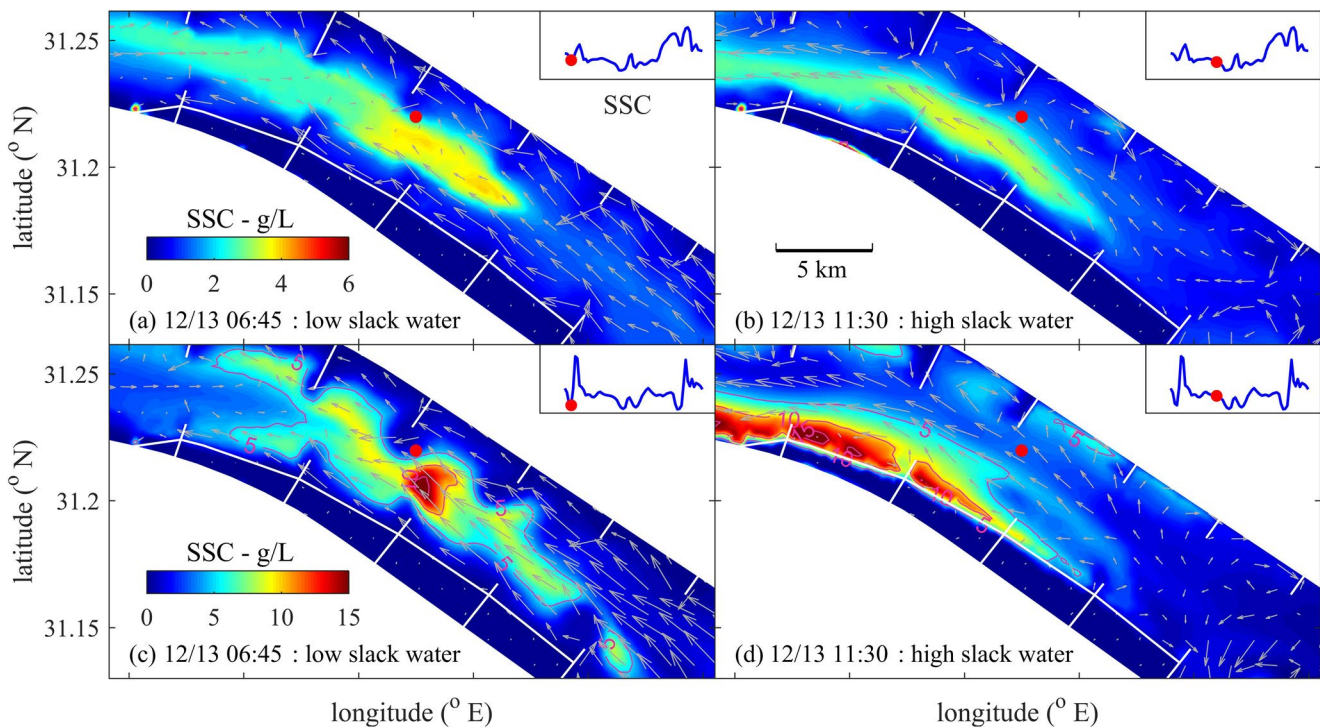 31.25
31.2
31.15
latitude (° N)
SSC
SSC - g/L
0 2 4 6
(a) 12/13 06:45 : low slack water
5 km
(b) 12/13 11:30 : high slack water
31.25
31.2
31.15
latitude (° N)
5
5
5
5
5
SSC - g/L
0 5 10 15
(c) 12/13 06:45 : low slack water
10
5
5
10
5
(d) 12/13 11:30 : high slack water
longitude (° E)
longitude (° E)